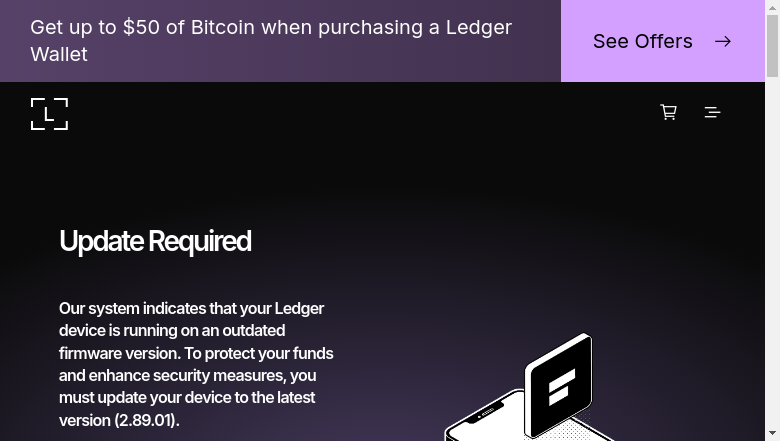 Get up to $50 of Bitcoin when purchasing a Ledger
Wallet
See Offers
L
Update Required
Our system indicates that your Ledger
device is running on an outdated
firmware version. To protect your funds
and enhance security measures, you
must update your device to the latest
version (2.89.01).